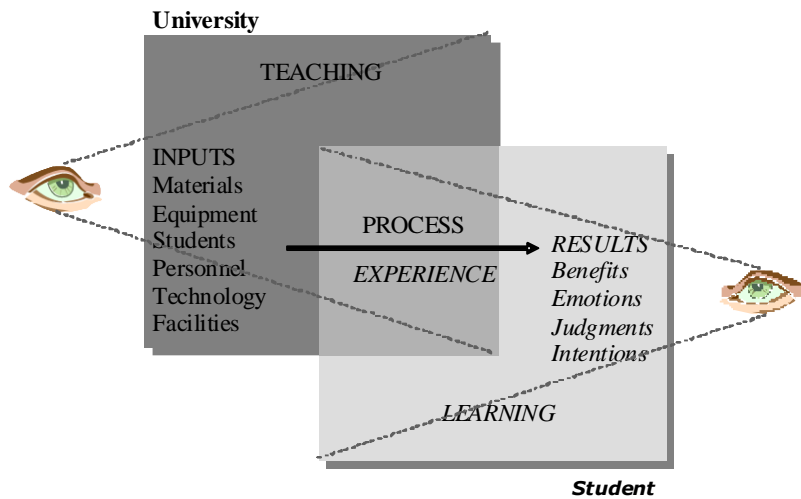 University
TEACHING
INPUTS
Materials
Equipment
Students
Personnel
Technology
Facilities
PROCESS
EXPERIENCE
RESULTS
Benefits
Emotions
Judgments
Intentions
LEARNING
Student